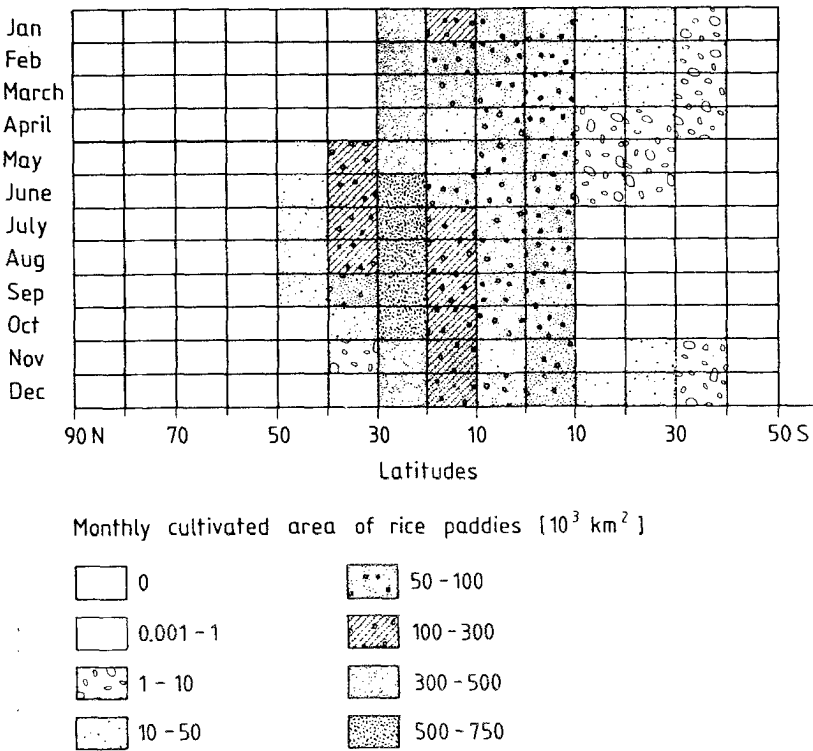 Jan
Feb
March
April
May
June
July
Aug
Sep
Oct
Nov
Dec
90 N 70 50 30 10 10 30 50 S
Latitudes
Monthly cultivated area of rice paddies [10³ km²]
0
0.001 - 1
1 - 10
10 - 50
50 - 100
100 - 300
300 - 500
500 - 750